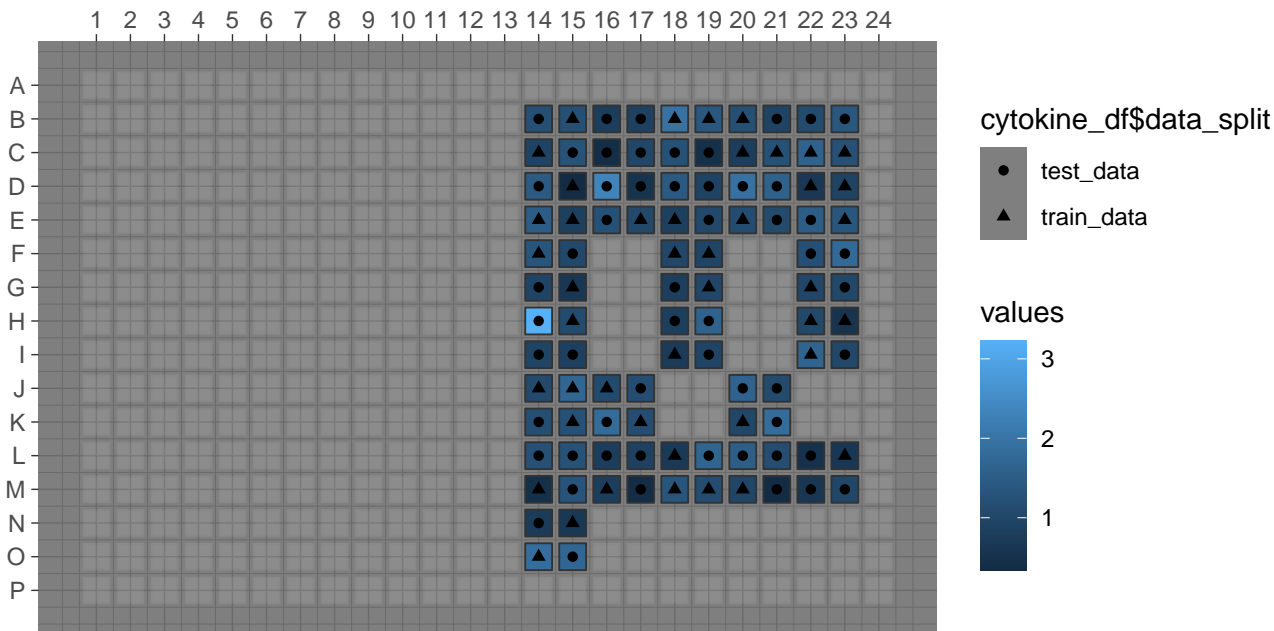 1 2 3 4 5 6 7 8 9 10 11 12 13 14 15 16 17 18 19 20 21 22 23 24
A
B
C
D
E
F
G
H
I
J
K
L
M
N
O
P
cytokine_df$data_split
test_data
train_data
values
3
2
1